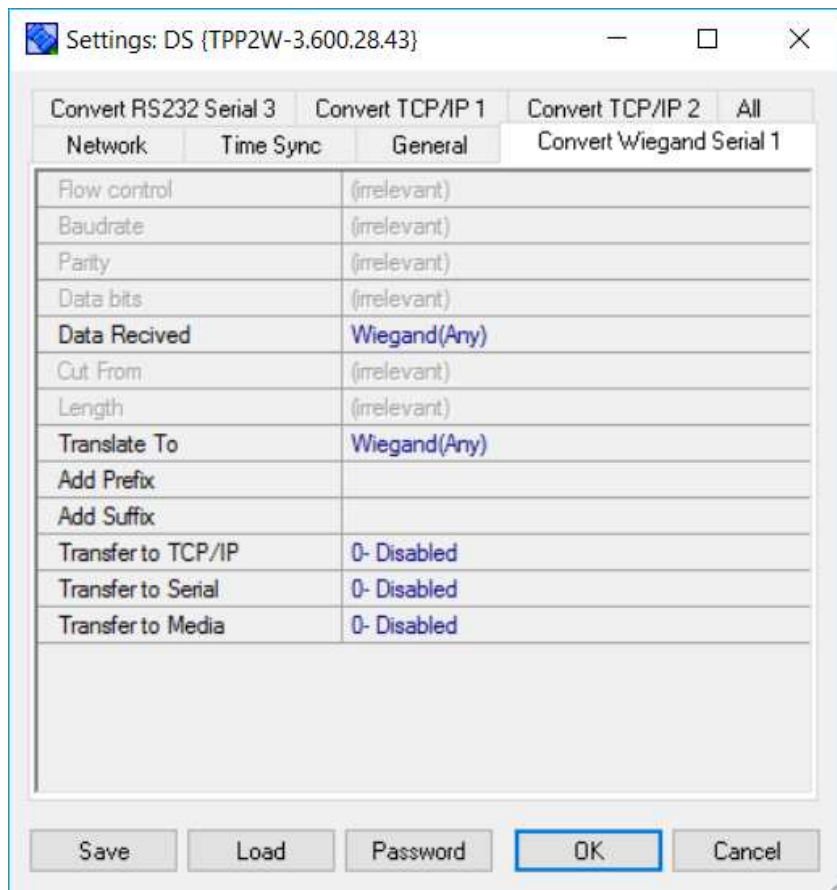 Settings: DS {TPP2W-3.600.28.43}
Convert RS232 Serial 3 Convert TCP/IP 1 Convert TCP/IP 2 All
Network Time Sync General Convert Wiegand Serial 1
Flow control (irrelevant)
Baudrate (irrelevant)
Parity (irrelevant)
Data bits (irrelevant)
Data Recived Wiegand(Any)
Cut From (irrelevant)
Length (irrelevant)
Translate To Wiegand(Any)
Add Prefix
Add Suffix
Transfer to TCP/IP 0- Disabled
Transfer to Serial 0- Disabled
Transfer to Media 0- Disabled
Save Load Password OK Cancel